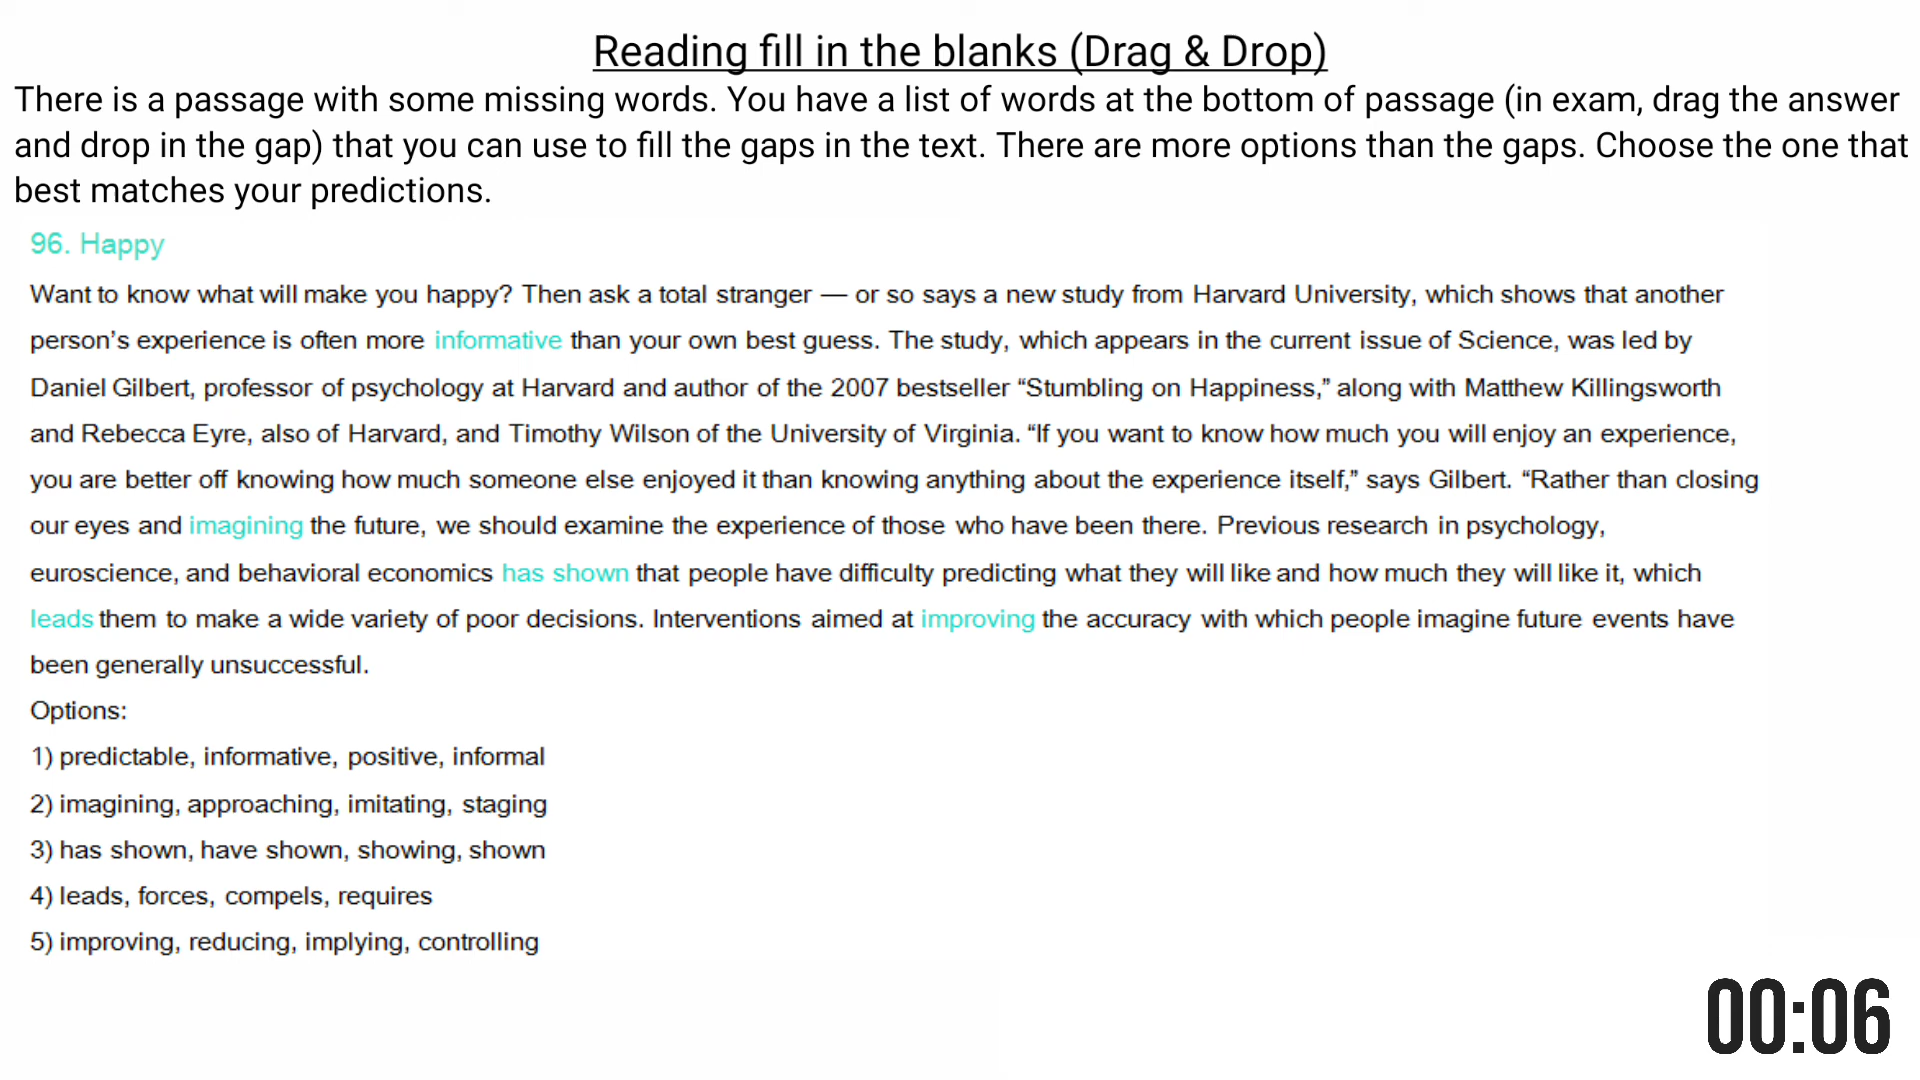 Reading fill in the blanks (Drag & Drop)
There is a passage with some missing words. You have a list of words at the bottom of passage (in exam, drag the answer
and drop in the gap) that you can use to fill the gaps in the text. There are more options than the gaps. Choose the one that
best matches your predictions.
96. Happy
Want to know what will make you happy? Then ask a total stranger — or so says a new study from Harvard University, which shows that another
person’s experience is often more informative than your own best guess. The study, which appears in the current issue of Science, was led by
Daniel Gilbert, professor of psychology at Harvard and author of the 2007 bestseller “Stumbling on Happiness,” along with Matthew Killingsworth
and Rebecca Eyre, also of Harvard, and Timothy Wilson of the University of Virginia. “If you want to know how much you will enjoy an experience,
you are better off knowing how much someone else enjoyed it than knowing anything about the experience itself,” says Gilbert. “Rather than closing
our eyes and imagining the future, we should examine the experience of those who have been there. Previous research in psychology,
euroscience, and behavioral economics has shown that people have difficulty predicting what they will like and how much they will like it, which
leads them to make a wide variety of poor decisions. Interventions aimed at improving the accuracy with which people imagine future events have
been generally unsuccessful.
Options:
1) predictable, informative, positive, informal
2) imagining, approaching, imitating, staging
3) has shown, have shown, showing, shown
4) leads, forces, compels, requires
5) improving, reducing, implying, controlling
00:06